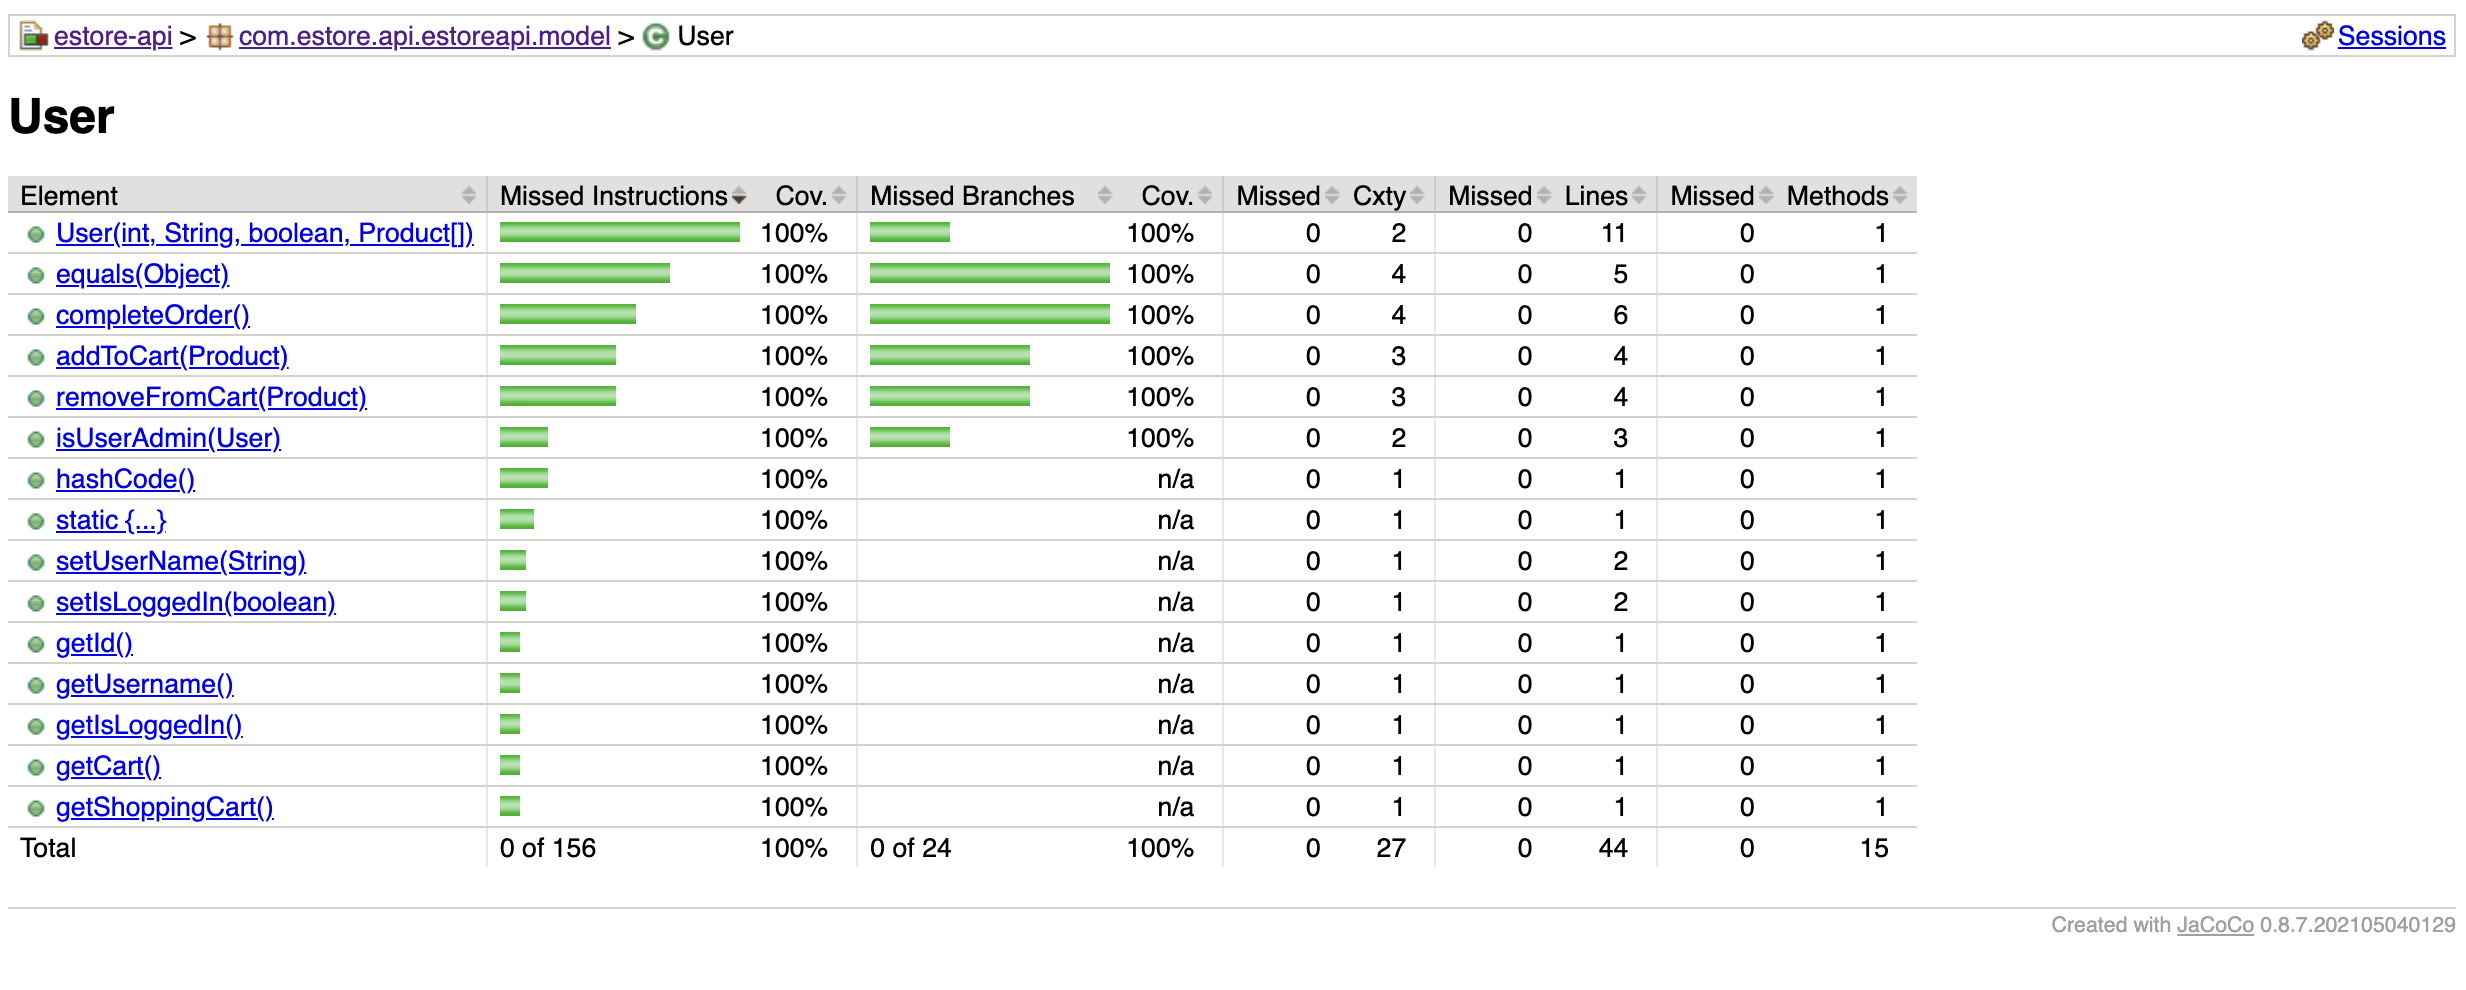 estore-api > com.estore.api.estoreapi.model > User Sessions
User
Element Missed Instructions Cov. Missed Branches Cov. Missed Cxty Missed Lines Missed Methods
User(int, String, boolean, Product[]) 100% 100% 0 2 0 11 0 1
equals(Object) 100% 100% 0 4 0 5 0 1
completeOrder() 100% 100% 0 4 0 6 0 1
addToCart(Product) 100% 100% 0 3 0 4 0 1
removeFromCart(Product) 100% 100% 0 3 0 4 0 1
isUserAdmin(User) 100% 100% 0 2 0 3 0 1
hashCode() 100% n/a 0 1 0 1 0 1
static {...} 100% n/a 0 1 0 1 0 1
setUserName(String) 100% n/a 0 1 0 2 0 1
setIsLoggedIn(boolean) 100% n/a 0 1 0 2 0 1
getId() 100% n/a 0 1 0 1 0 1
getUsername() 100% n/a 0 1 0 1 0 1
getIsLoggedIn() 100% n/a 0 1 0 1 0 1
getCart() 100% n/a 0 1 0 1 0 1
getShoppingCart() 100% n/a 0 1 0 1 0 1
Total 0 of 156 100% 0 of 24 100% 0 27 0 44 0 15
Created with JaCoCo 0.8.7.202105040129